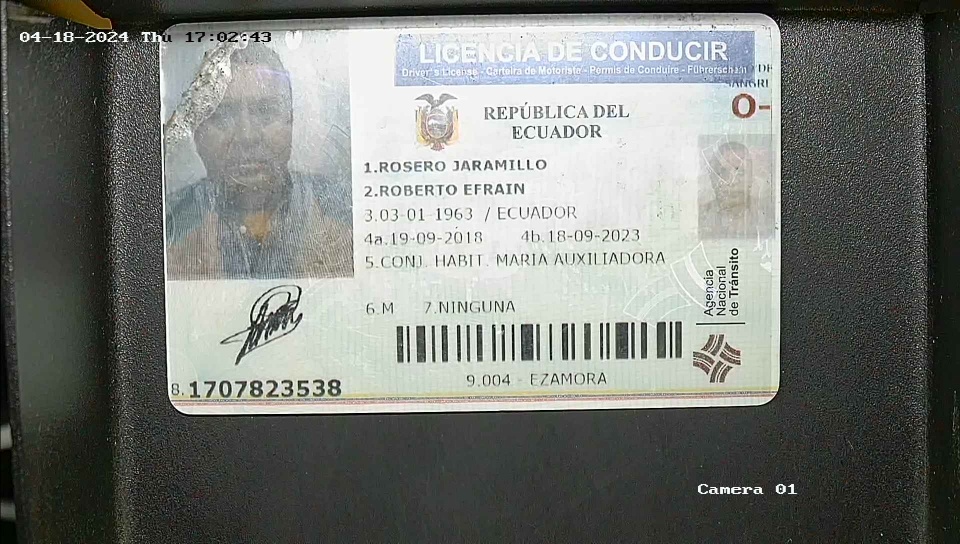 04-18-2024 Thu 17:02:43
LICENCIA DE CONDUCIR
Driver's License - Carteira de Motorista - Permis de Conduire - Führerschein
O-
REPÚBLICA DEL
ECUADOR
1.ROSERO JARAMILLO
2.ROBERTO EFRAIN
3.03-01-1963 / ECUADOR
4a.19-09-2018 4b.18-09-2023
5.CONJ. HABIT. MARIA AUXILIADORA
6.M 7.NINGUNA
Agencia
Nacional
de Tránsito
9.004 - EZAMORA
8.1707823538
Camera 01